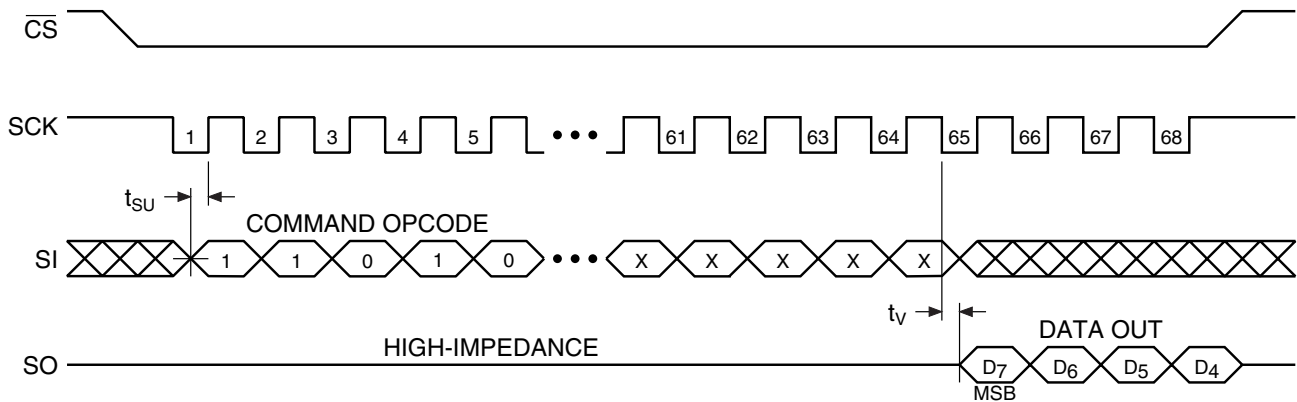 CS
SCK 1 2 3 4 5 ••• 61 62 63 64 65 66 67 68
tSU
COMMAND OPCODE
SI 1 1 0 1 0 ••• X X X X X
tV
DATA OUT
HIGH-IMPEDANCE
SO D7 D6 D5 D4
MSB